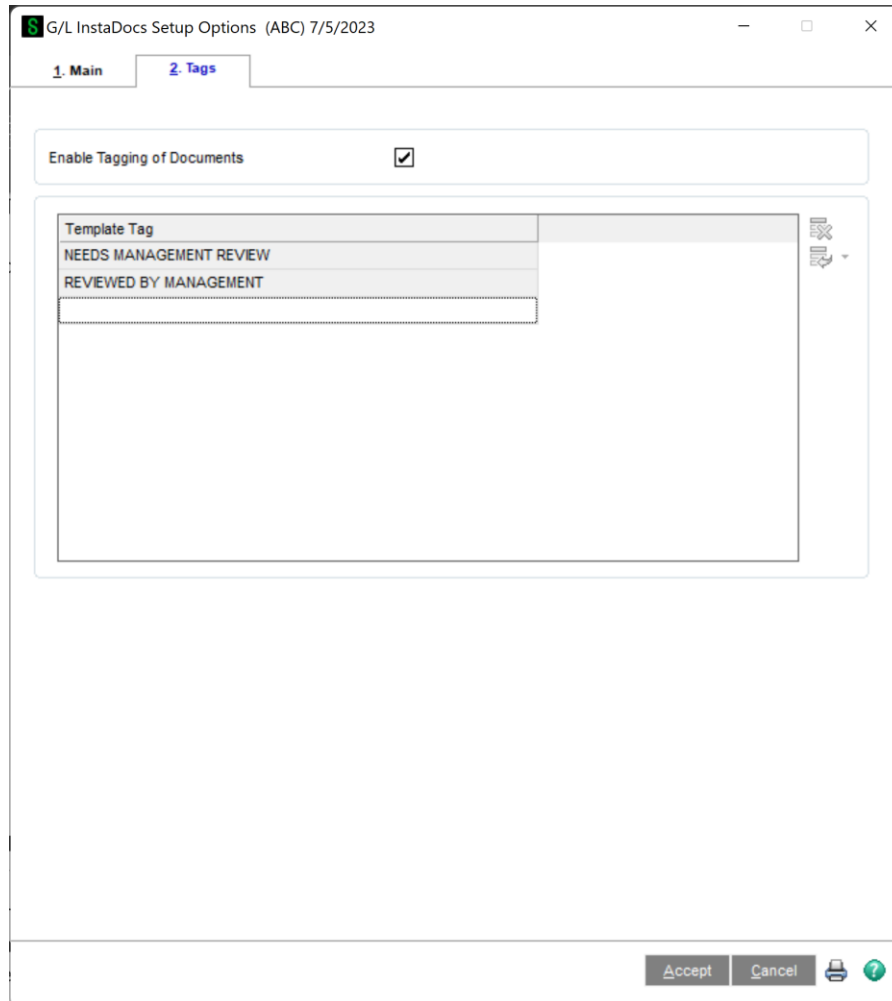 G/L InstaDocs Setup Options (ABC) 7/5/2023
1. Main
2. Tags
Enable Tagging of Documents
Template Tag
NEEDS MANAGEMENT REVIEW
REVIEWED BY MANAGEMENT
Accept
Cancel